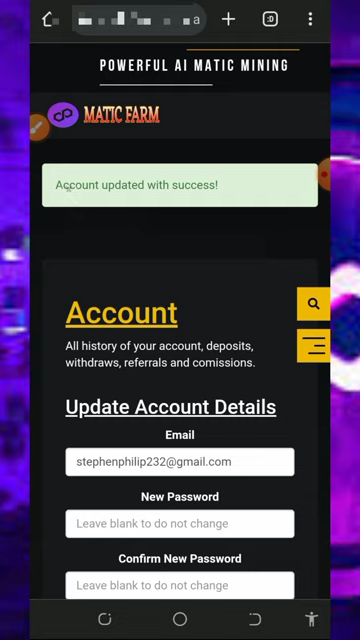 a
:D
POWERFUL AI MATIC MINING
MATIC FARM
Account updated with success!
Account
All history of your account, deposits,
withdraws, referrals and comissions.
Update Account Details
Email
stephenphilip232@gmail.com
New Password
Leave blank to do not change
Confirm New Password
Leave blank to do not change